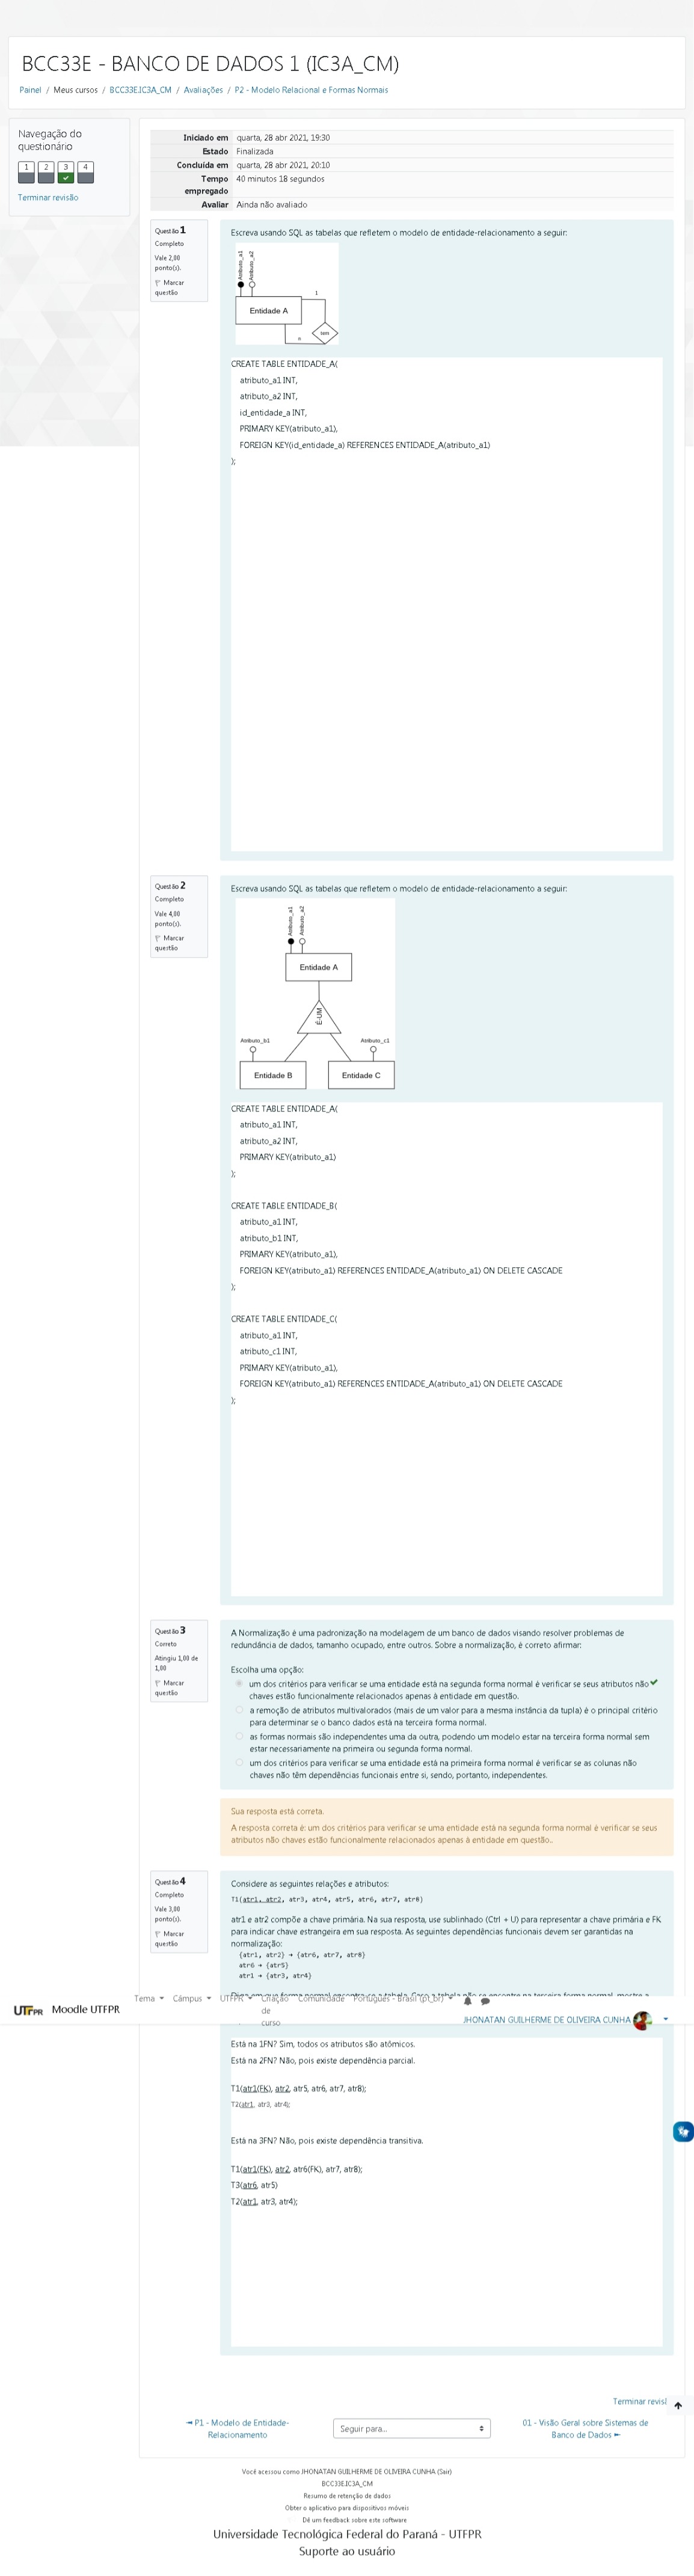 BCC33E - BANCO DE DADOS 1 (IC3A_CM)
Painel / Meus cursos / BCC33E.IC3A_CM / Avaliações / P2 - Modelo Relacional e Formas Normais
Navegação do
questionário
1 2 3 4
Terminar revisão
Iniciado em quarta, 28 abr 2021, 19:30
Estado Finalizada
Concluída em quarta, 28 abr 2021, 20:10
Tempo 40 minutos 18 segundos
empregado
Avaliar Ainda não avaliado
Questão 1
Completo
Vale 2,00
ponto(s).
Marcar
questão
Escreva usando SQL as tabelas que refletem o modelo de entidade-relacionamento a seguir:
Atributo_a1
Atributo_a2
1
Entidade A
tem
n
CREATE TABLE ENTIDADE_A(
atributo_a1 INT,
atributo_a2 INT,
id_entidade_a INT,
PRIMARY KEY(atributo_a1),
FOREIGN KEY(id_entidade_a) REFERENCES ENTIDADE_A(atributo_a1)
);
Questão 2
Completo
Vale 4,00
ponto(s).
Marcar
questão
Escreva usando SQL as tabelas que refletem o modelo de entidade-relacionamento a seguir:
Atributo_a1
Atributo_a2
Entidade A
É-UM
Atributo_b1
Atributo_c1
Entidade B
Entidade C
CREATE TABLE ENTIDADE_A(
atributo_a1 INT,
atributo_a2 INT,
PRIMARY KEY(atributo_a1)
);
CREATE TABLE ENTIDADE_B(
atributo_a1 INT,
atributo_b1 INT,
PRIMARY KEY(atributo_a1),
FOREIGN KEY(atributo_a1) REFERENCES ENTIDADE_A(atributo_a1) ON DELETE CASCADE
);
CREATE TABLE ENTIDADE_C(
atributo_a1 INT,
atributo_c1 INT,
PRIMARY KEY(atributo_a1),
FOREIGN KEY(atributo_a1) REFERENCES ENTIDADE_A(atributo_a1) ON DELETE CASCADE
);
Questão 3
Correto
Atingiu 1,00 de
1,00
Marcar
questão
A Normalização é uma padronização na modelagem de um banco de dados visando resolver problemas de
redundância de dados, tamanho ocupado, entre outros. Sobre a normalização, é correto afirmar:
Escolha uma opção:
um dos critérios para verificar se uma entidade está na segunda forma normal é verificar se seus atributos não
chaves estão funcionalmente relacionados apenas à entidade em questão.
a remoção de atributos multivalorados (mais de um valor para a mesma instância da tupla) é o principal critério
para determinar se o banco dados está na terceira forma normal.
as formas normais são independentes uma da outra, podendo um modelo estar na terceira forma normal sem
estar necessariamente na primeira ou segunda forma normal.
um dos critérios para verificar se uma entidade está na primeira forma normal é verificar se as colunas não
chaves não têm dependências funcionais entre si, sendo, portanto, independentes.
Sua resposta está correta.
A resposta correta é: um dos critérios para verificar se uma entidade está na segunda forma normal é verificar se seus
atributos não chaves estão funcionalmente relacionados apenas à entidade em questão..
Questão 4
Completo
Vale 3,00
ponto(s).
Marcar
questão
Considere as seguintes relações e atributos:
T1(atr1, atr2, atr3, atr4, atr5, atr6, atr7, atr8)
atr1 e atr2 compõe a chave primária. Na sua resposta, use sublinhado (Ctrl + U) para representar a chave primária e FK
para indicar chave estrangeira em sua resposta. As seguintes dependências funcionais devem ser garantidas na
normalização:
{atr1, atr2} → {atr6, atr7, atr8}
atr6 → {atr5}
atr1 → {atr3, atr4}
UTFPR Moodle UTFPR
Tema Câmpus UTFPR Criação de curso Comunidade Português - Brasil (pt_br)
JHONATAN GUILHERME DE OLIVEIRA CUNHA
Está na 1FN? Sim, todos os atributos são atômicos.
Está na 2FN? Não, pois existe dependência parcial.
T1(atr1(FK), atr2, atr5, atr6, atr7, atr8);
T2(atr1, atr3, atr4);
Está na 3FN? Não, pois existe dependência transitiva.
T1(atr1(FK), atr2, atr6(FK), atr7, atr8);
T3(atr6, atr5)
T2(atr1, atr3, atr4);
Terminar revisã
P1 - Modelo de Entidade-
Relacionamento
Seguir para...
01 - Visão Geral sobre Sistemas de
Banco de Dados
Você acessou como JHONATAN GUILHERME DE OLIVEIRA CUNHA (Sair)
BCC33E.IC3A_CM
Resumo de retenção de dados
Obter o aplicativo para dispositivos móveis
Dê um feedback sobre este software
Universidade Tecnológica Federal do Paraná - UTFPR
Suporte ao usuário